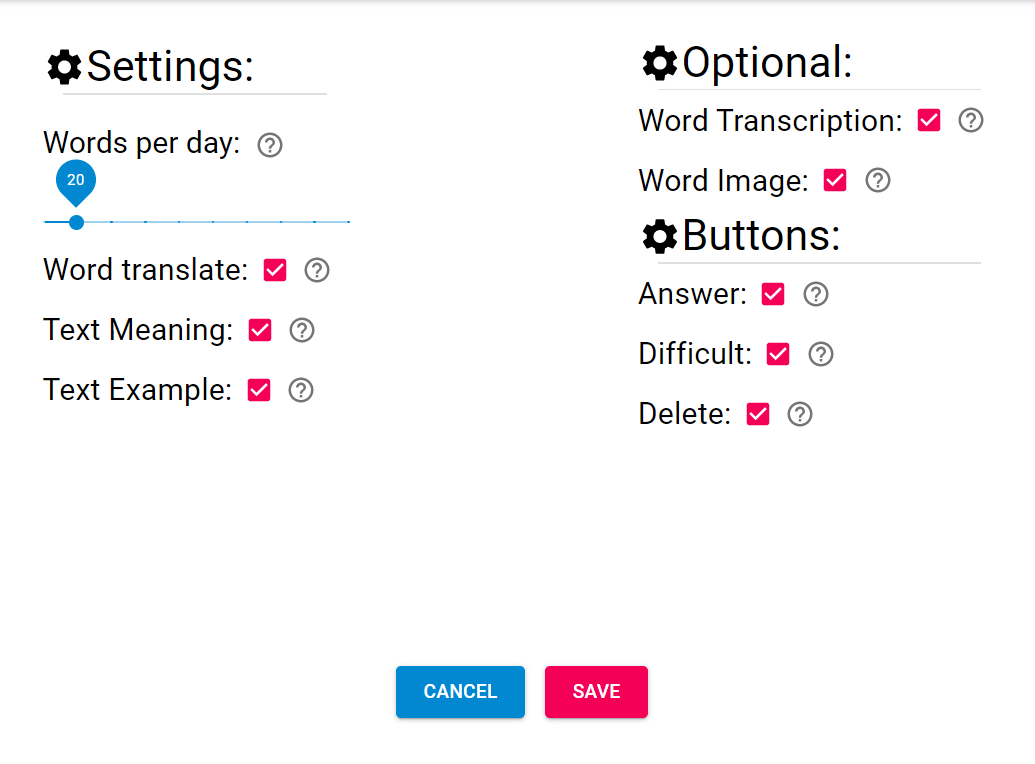 Settings:
Words per day:
20
Word translate:
Text Meaning:
Text Example:
Optional:
Word Transcription:
Word Image:
Buttons:
Answer:
Difficult:
Delete:
CANCEL
SAVE